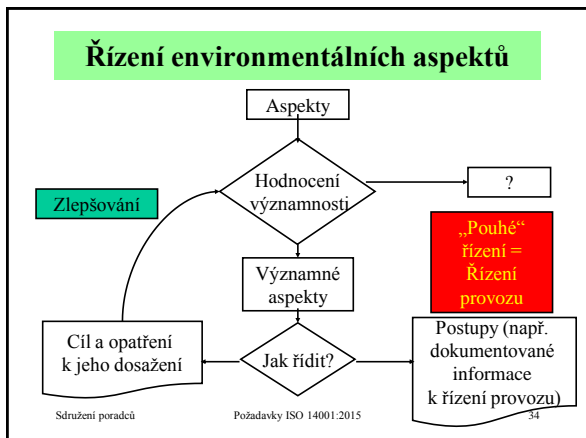 Řízení environmentálních aspektů
Aspekty
Hodnocení
významnosti
?
Zlepšování
„Pouhé“
řízení =
Řízení
provozu
Významné
aspekty
Cíl a opatření
k jeho dosažení
Jak řídit?
Postupy (např.
dokumentované
informace
k řízení provozu)
Sdružení poradců
Požadavky ISO 14001:2015
34